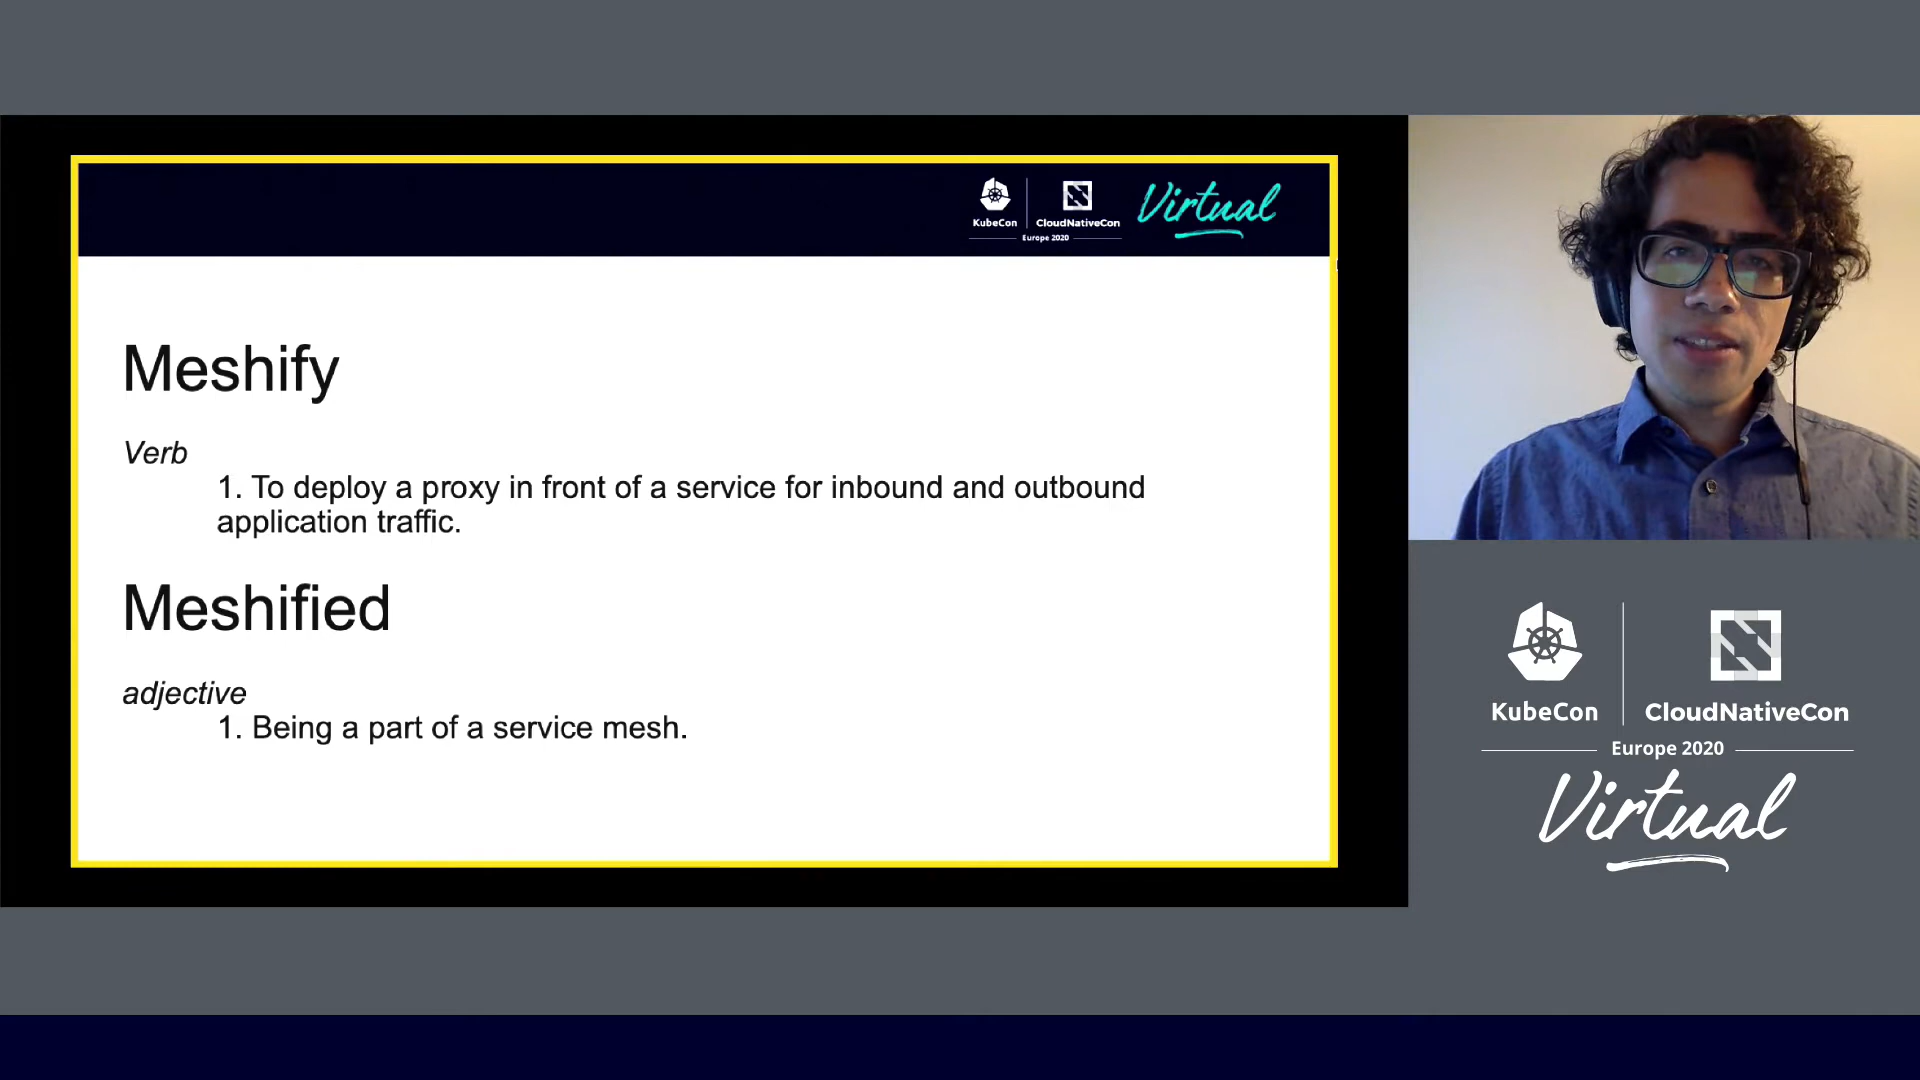 KubeCon
CloudNativeCon
Europe 2020
Virtual
Meshify
Verb
1. To deploy a proxy in front of a service for inbound and outbound
application traffic.
Meshified
adjective
1. Being a part of a service mesh.
KubeCon
CloudNativeCon
Europe 2020
Virtual